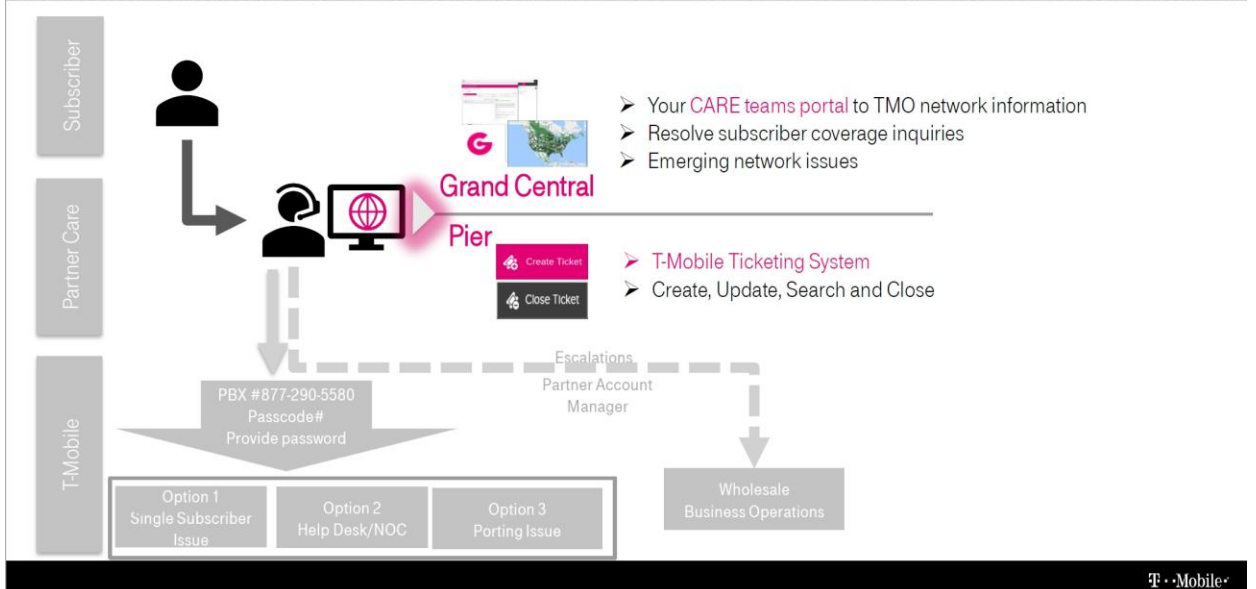 Subscriber
Your CARE teams portal to TMO network information
Resolve subscriber coverage inquiries
Emerging network issues
Grand Central
Partner Care
Pier
Create Ticket
Close Ticket
T-Mobile Ticketing System
Create, Update, Search and Close
T-Mobile
Escalations
Partner Account
Manager
PBX #877-290-5580
Passcode#
Provide password
Option 1
Single Subscriber
Issue
Option 2
Help Desk/NOC
Option 3
Porting Issue
Wholesale
Business Operations
T··Mobile·